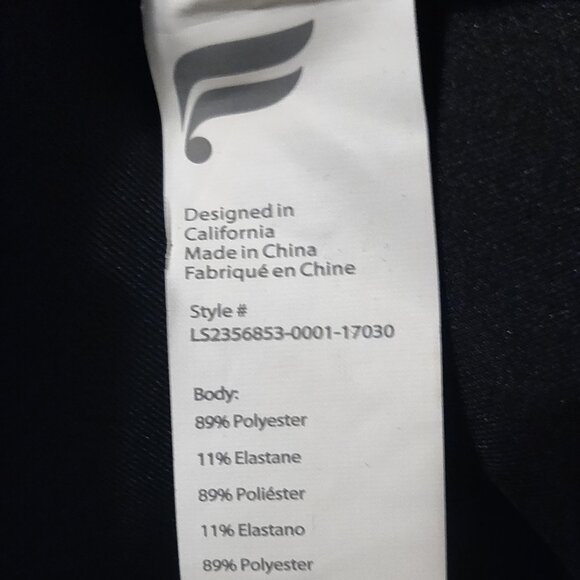 Designed in
California
Made in China
Fabriqué en Chine
Style #
LS2356853-0001-17030
Body:
89% Polyester
11% Elastane
89% Poliéster
11% Elastano
89% Polyester